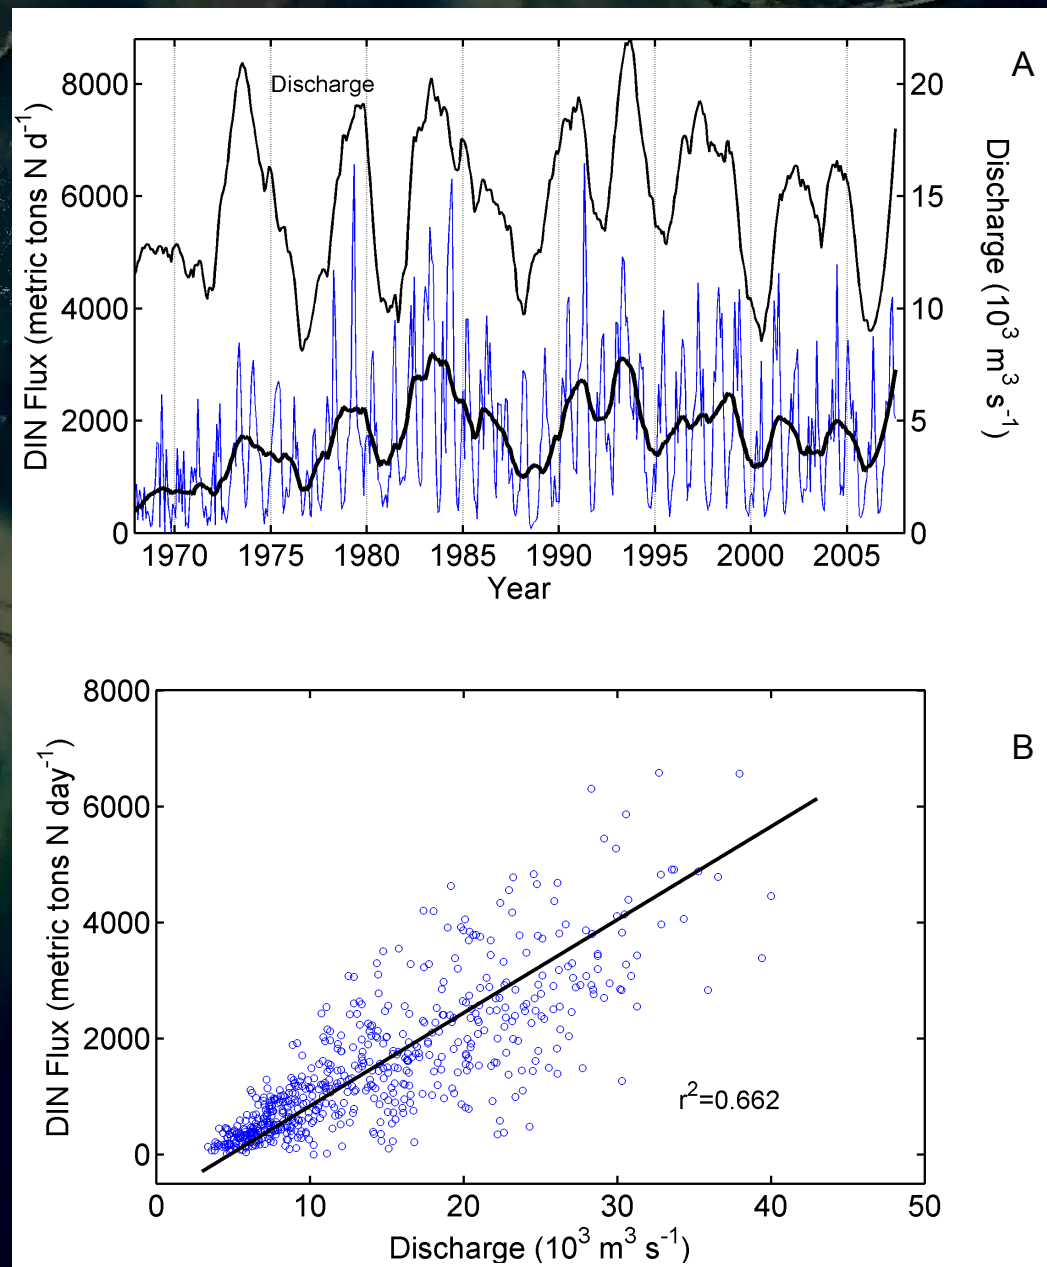 A
Discharge
8000
6000
4000
2000
0
DIN Flux (metric tons N d⁻¹)
20
15
10
5
0
Discharge (10³ m³ s⁻¹)
1970 1975 1980 1985 1990 1995 2000 2005
Year
B
8000
6000
4000
2000
0
DIN Flux (metric tons N day⁻¹)
r²=0.662
0 10 20 30 40 50
Discharge (10³ m³ s⁻¹)